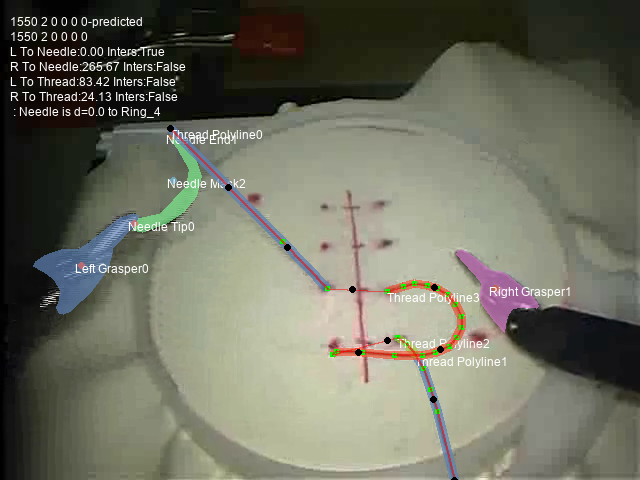 1550 2 0 0 0 0-predicted
1550 2 0 0 0 0
L To Needle:0.00 Inters:True
R To Needle:265.67 Inters:False
L To Thread:83.42 Inters:False
R To Thread:24.13 Inters:False
: Needle is d=0.0 to Ring_4
Thread Polyline0
Needle End1
Needle Mask2
Needle Tip0
Left Grasper0
Right Grasper1
Thread Polyline3
Thread Polyline2
Thread Polyline1